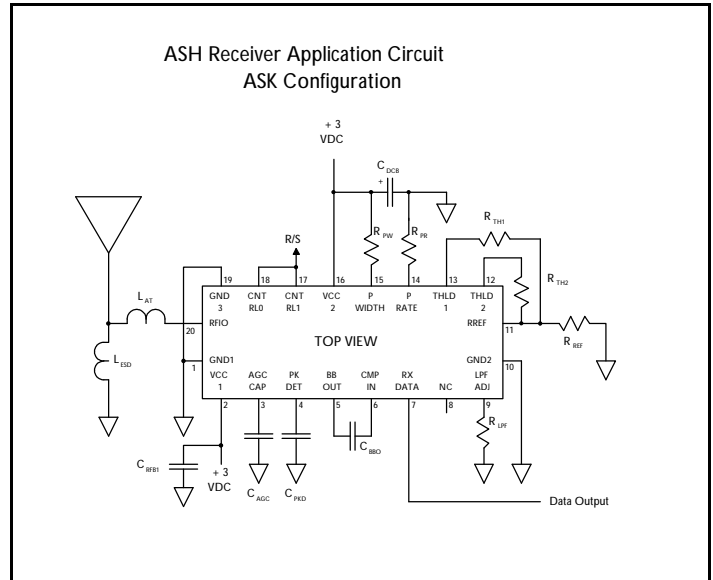 ASH Receiver Application Circuit
ASK Configuration
+ 3
VDC
C DCB
+
R/S
R PW
R PR
R TH1
19
18
17
16
15
14
13
12
L AT
GND
3
CNT
RL0
CNT
RL1
VCC
2
P
WIDTH
P
RATE
THLD
1
THLD
2
R TH2
20
RFIO
TOP VIEW
RREF
11
R REF
L ESD
1
GND1
GND2
10
VCC
1
AGC
CAP
PK
DET
BB
OUT
CMP
IN
RX
DATA
NC
LPF
ADJ
2
3
4
5
6
7
8
9
R LPF
C RFB1
+ 3
VDC
C AGC
C PKD
C BBO
Data Output